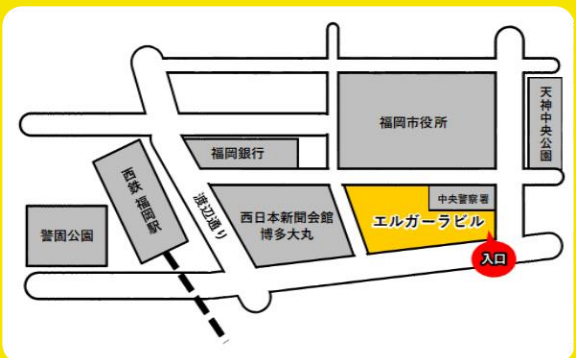 天神中央公園
福岡市役所
福岡銀行
西鉄 福岡駅
渡辺通り
中央警察署
西日本新聞会館
博多大丸
エルガーラビル
警固公園
入口